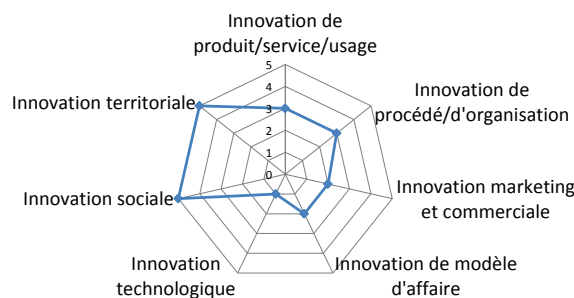 Innovation de
produit/service/usage
5
4
3
2
1
0
Innovation de
procédé/d'organisation
Innovation marketing
et commerciale
Innovation de modèle
d'affaire
Innovation
technologique
Innovation sociale
Innovation territoriale